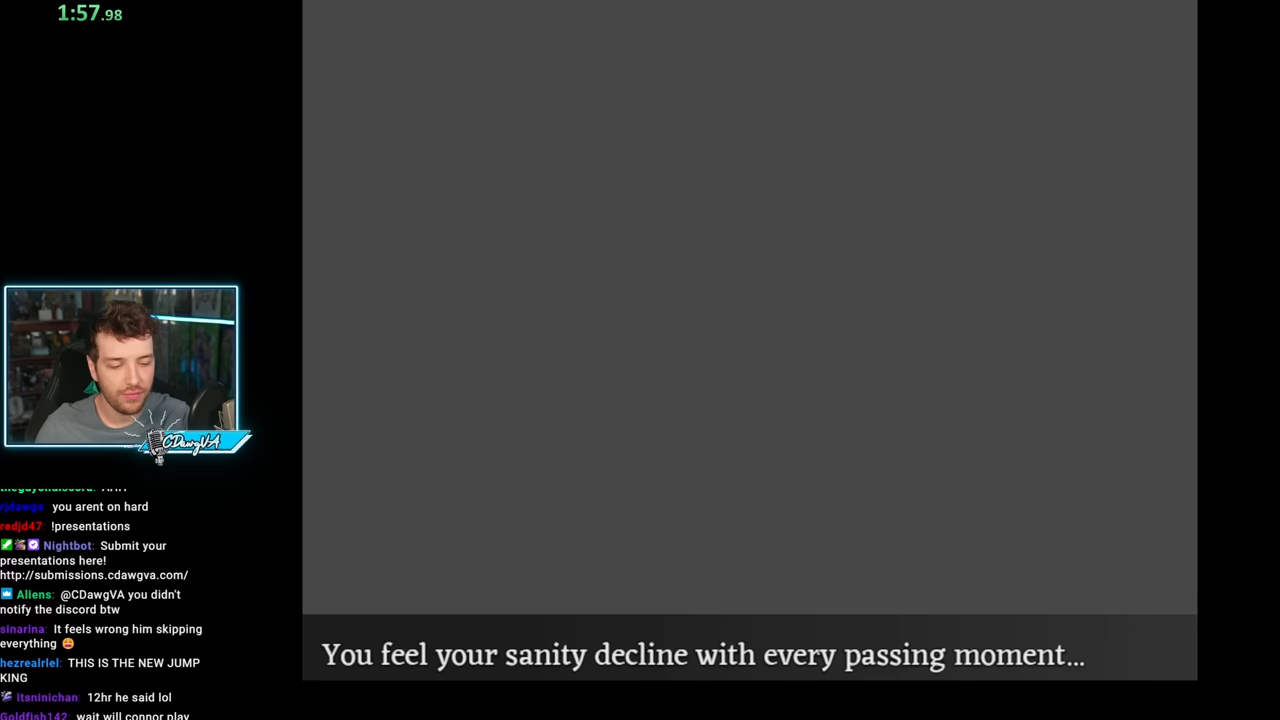 1:57.98
You feel your sanity decline with every passing moment...
CDawgVA
rjdawgs you arent on hard
redjd47: !presentations
Nightbot: Submit your
presentations here!
http://submissions.cdawgva.com/
Aliens: @CDawgVA you didn't
notify the discord btw
sinarina: It feels wrong him skipping
everything 😩
hezrealrlel: THIS IS THE NEW JUMP
KING
itsninichan: 12hr he said lol
Goldfish142: wait will connor play